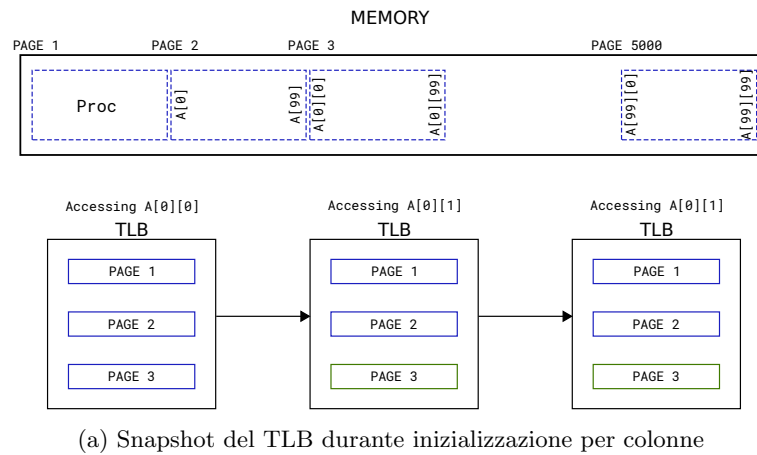 MEMORY
PAGE 1 PAGE 2 PAGE 3 PAGE 5000
Proc A[0] A[99] A[0][0] A[0][99] A[99][0] A[99][99]
Accessing A[0][0] Accessing A[0][1] Accessing A[0][1]
TLB TLB TLB
PAGE 1 PAGE 1 PAGE 1
PAGE 2 PAGE 2 PAGE 2
PAGE 3 PAGE 3 PAGE 3
(a) Snapshot del TLB durante inizializzazione per colonne